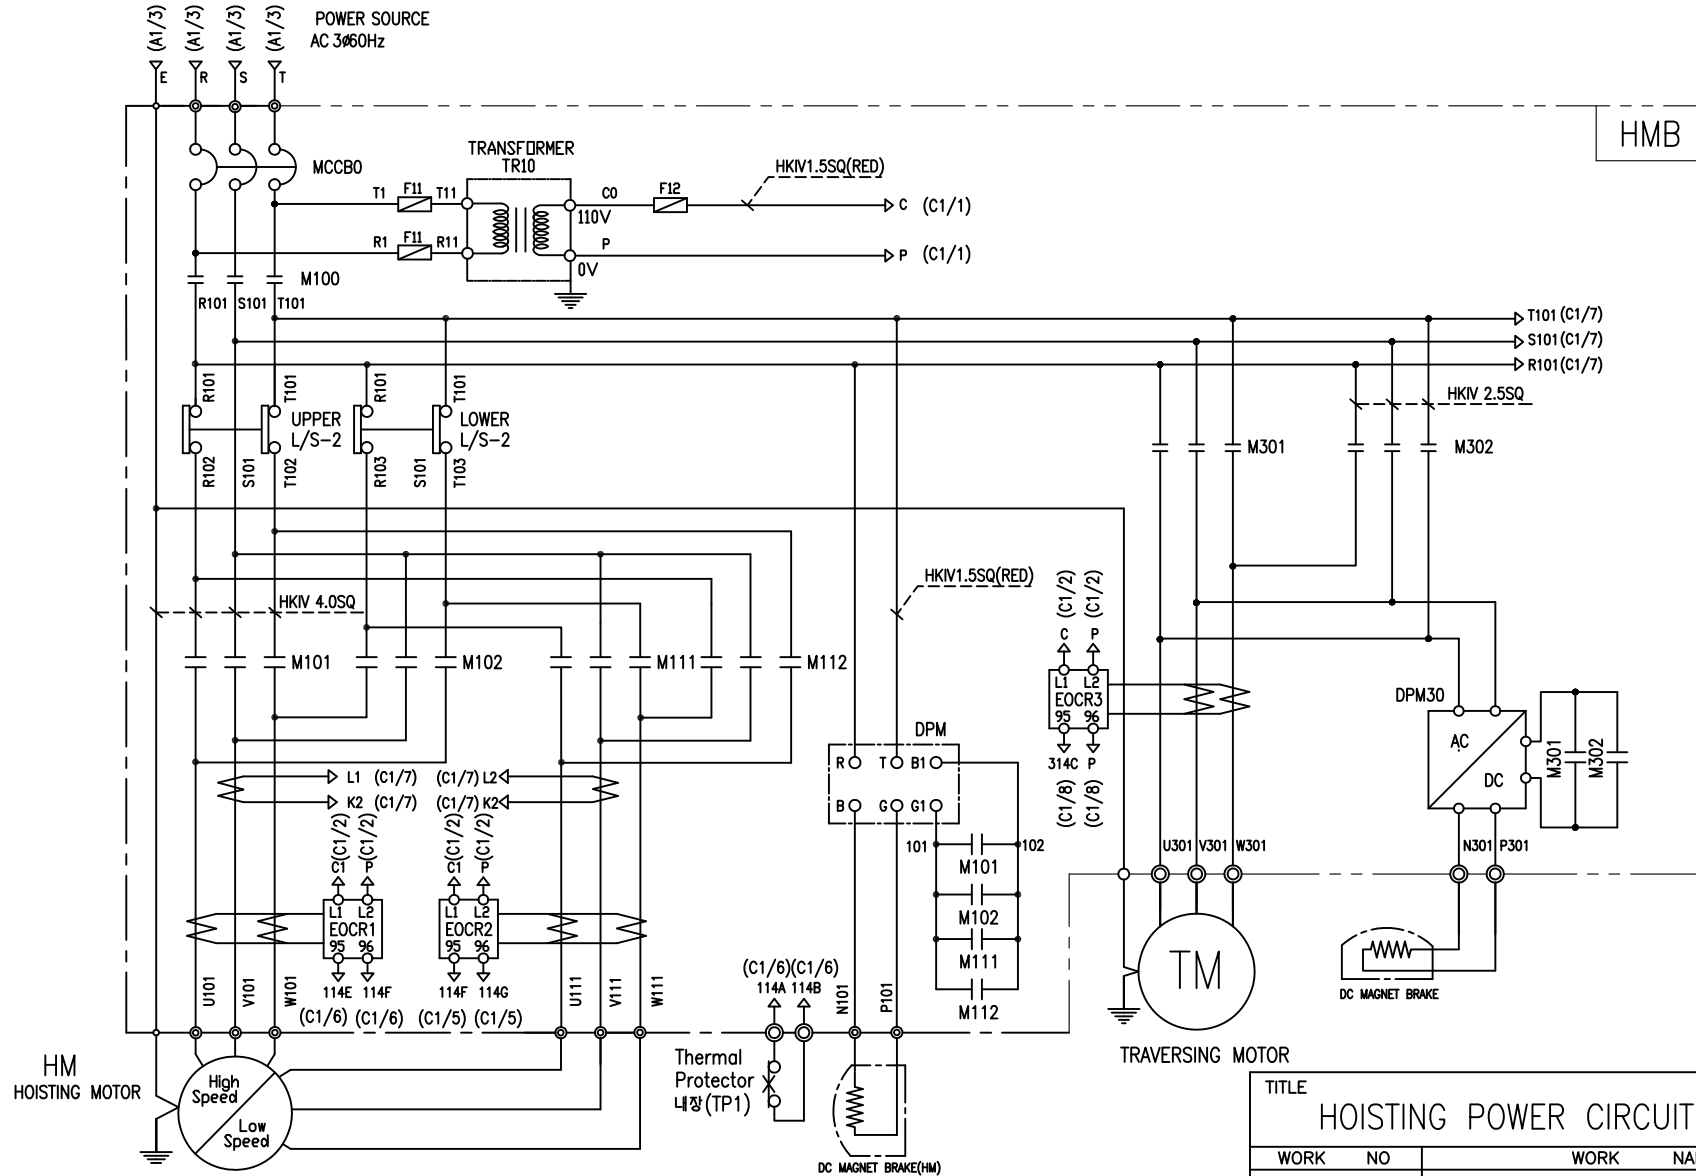 (A1/3) (A1/3) (A1/3) (A1/3)
POWER SOURCE
AC 3ø60Hz
E R S T
HMB
MCCB0
TRANSFORMER
TR10
HKIV1.5SQ(RED)
T1 F11 T11 C0 F12
110V
C (C1/1)
R1 F11 R11 P
0V
P (C1/1)
M100
R101 S101 T101
T101 (C1/7)
S101 (C1/7)
R101 (C1/7)
R101 T101 R101 T101
UPPER
L/S-2
LOWER
L/S-2
HKIV 2.5SQ
R102 S101 T102 R103 S101 T103
M301 M302
HKIV 4.0SQ
HKIV1.5SQ(RED)
(C1/2) (C1/2)
C P
M101 M102 M111 M112
L1 L2
EOCR3
95 96
314C P
(C1/8) (C1/8)
DPM30
AC
DC
M301 M302
DPM
R T B1
B G G1
L1 (C1/7) (C1/7) L2
K2 (C1/7) (C1/7) K2
(C1/2) (C1/2) (C1/2) (C1/2)
C1 P C1 P
101 102
M101
M102
M111
M112
U301 V301 W301
N301 P301
L1 L2
EOCR1
95 96
L1 L2
EOCR2
95 96
114E 114F 114F 114G
(C1/6) (C1/6) (C1/5) (C1/5)
U101 V101 W101
U111 V111 W111
(C1/6)(C1/6)
114A 114B
N101 P101
TM
TRAVERSING MOTOR
DC MAGNET BRAKE
HM
HOISTING MOTOR
High
Speed
Low
Speed
Thermal
Protector
내장(TP1)
DC MAGNET BRAKE(HM)
TITLE
HOISTING POWER CIRCUIT
WORK NO WORK NA